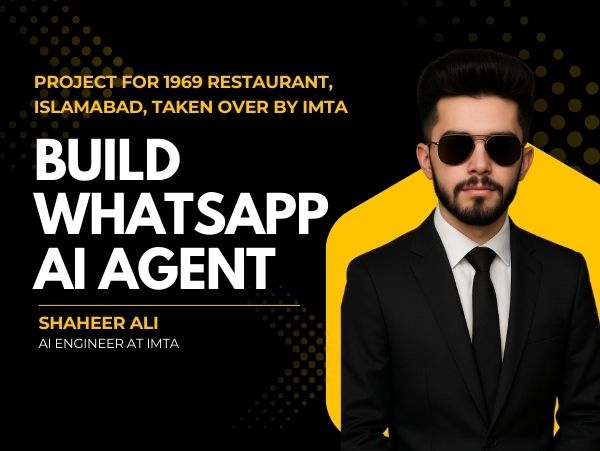 PROJECT FOR 1969 RESTAURANT,
ISLAMABAD, TAKEN OVER BY IMTA
BUILD
WHATSAPP
AI AGENT
SHAHEER ALI
AI ENGINEER AT IMTA